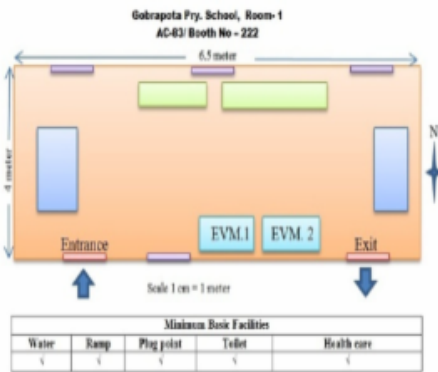 Gobrapota Pry. School, Room- 1
AC-83/ Booth No - 222
6.5 meter
4 meter
N
EVM.1 EVM. 2
Entrance Exit
Scale 1 cm = 1 meter
Minimum Basic Facilities
Water Ramp Plug point Toilet Health care
√ √ √ √ √